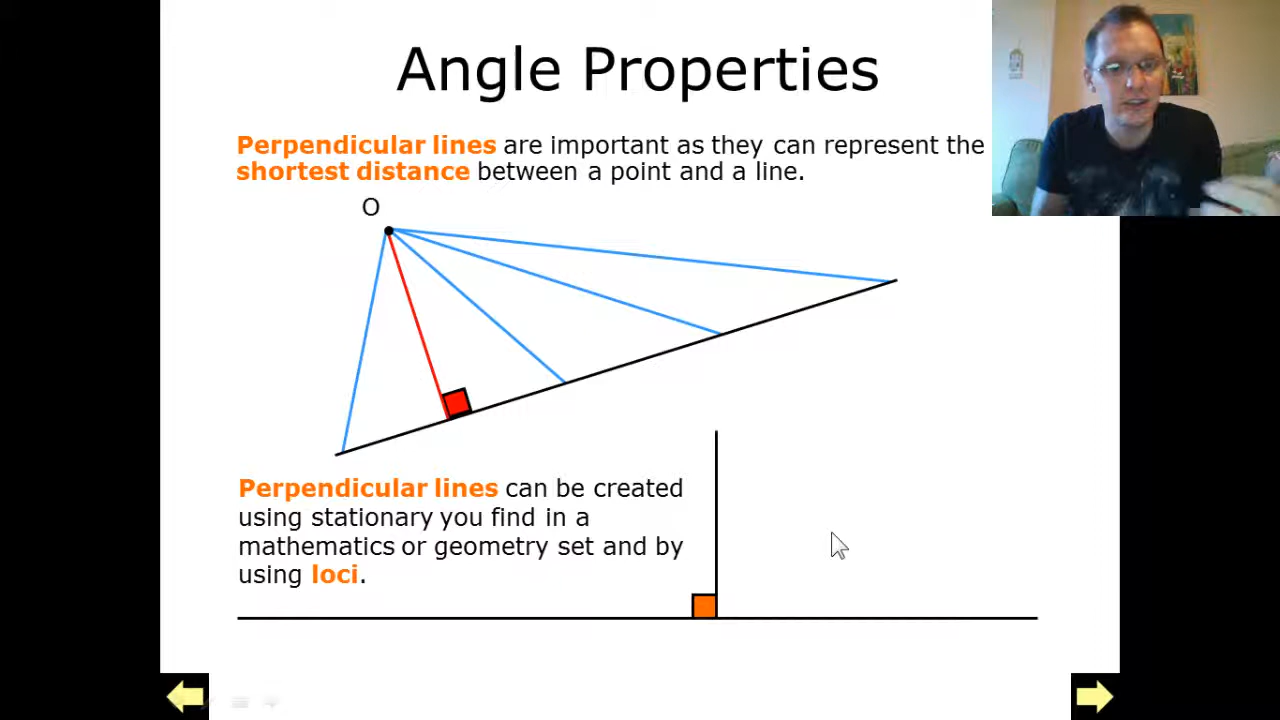 Angle Properties
Perpendicular lines are important as they can represent the
shortest distance between a point and a line.
O
Perpendicular lines can be created
using stationary you find in a
mathematics or geometry set and by
using loci.